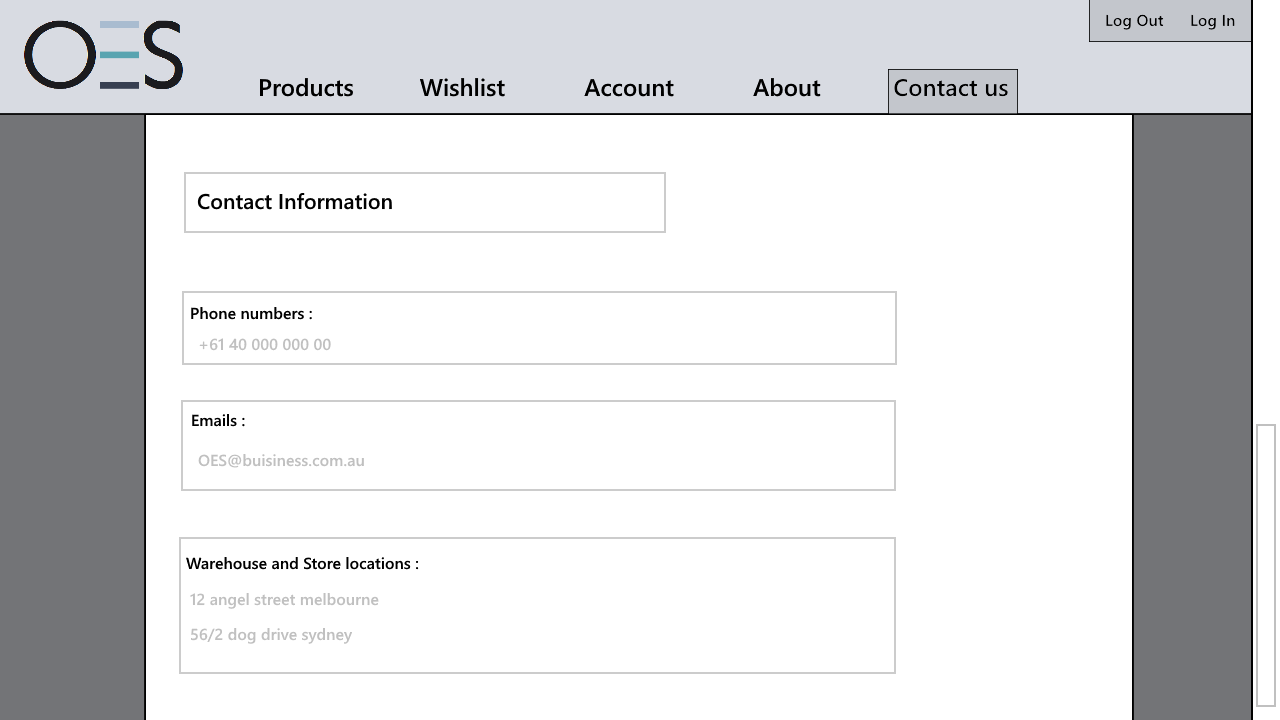 OES
Log Out Log In
Products Wishlist Account About Contact us
Contact Information
Phone numbers :
+61 40 000 000 00
Emails :
OES@buisiness.com.au
Warehouse and Store locations :
12 angel street melbourne
56/2 dog drive sydney